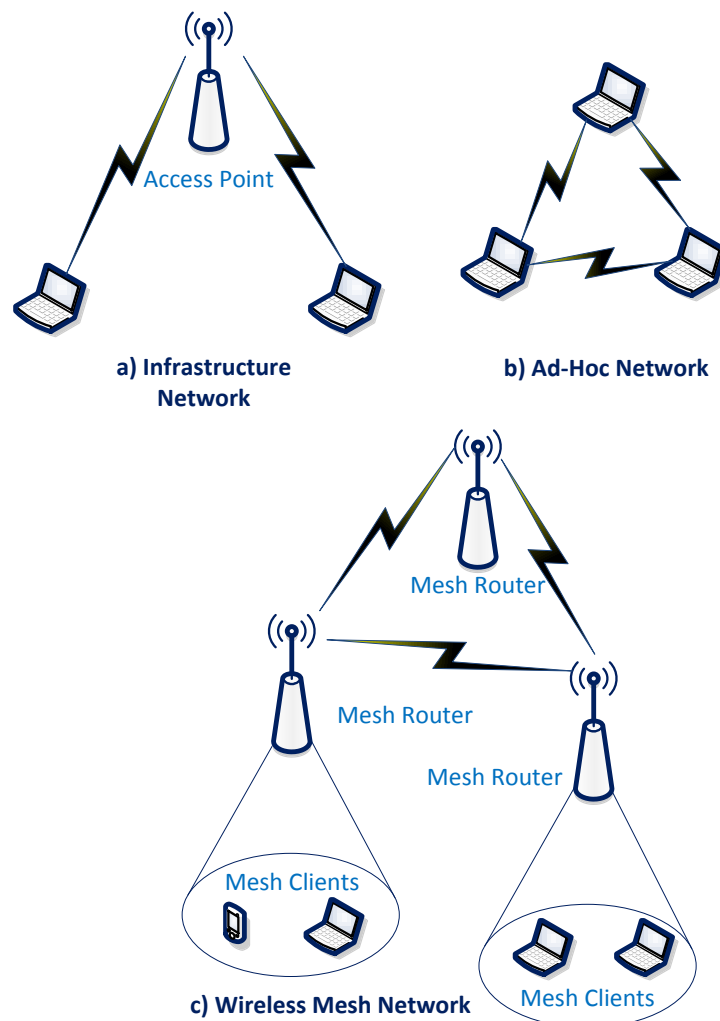 Access Point
a) Infrastructure
Network
b) Ad-Hoc Network
Mesh Router
Mesh Router
Mesh Router
Mesh Clients
Mesh Clients
c) Wireless Mesh Network